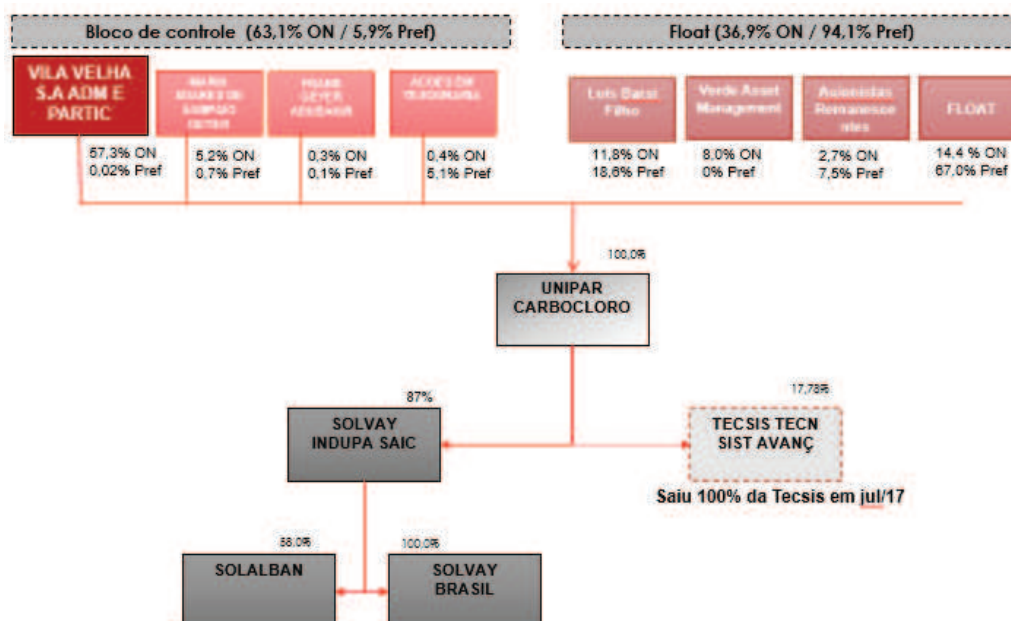 Bloco de controle (63,1% ON / 5,9% Pref)
Float (36,9% ON / 94,1% Pref)
VILA VELHA
S.A ADM E
PARTIC
57,3% ON
0,02% Pref
5,2% ON
0,7% Pref
0,3% ON
0,1% Pref
ACOES EM
0,4% ON
5,1% Pref
Luis Barsi
Filho
11,8% ON
18,6% Pref
Verde Asset
Management
8,0% ON
0% Pref
2,7% ON
7,5% Pref
FLOAT
14,4 % ON
67,0% Pref
100,0%
UNIPAR
CARBOCLORO
87%
SOLVAY
INDUPA SAIC
17,78%
TECSIS TECN
SIST AVANÇ
Saiu 100% da Tecsis em jul/17
SOLALBAN
100,0%
SOLVAY
BRASIL